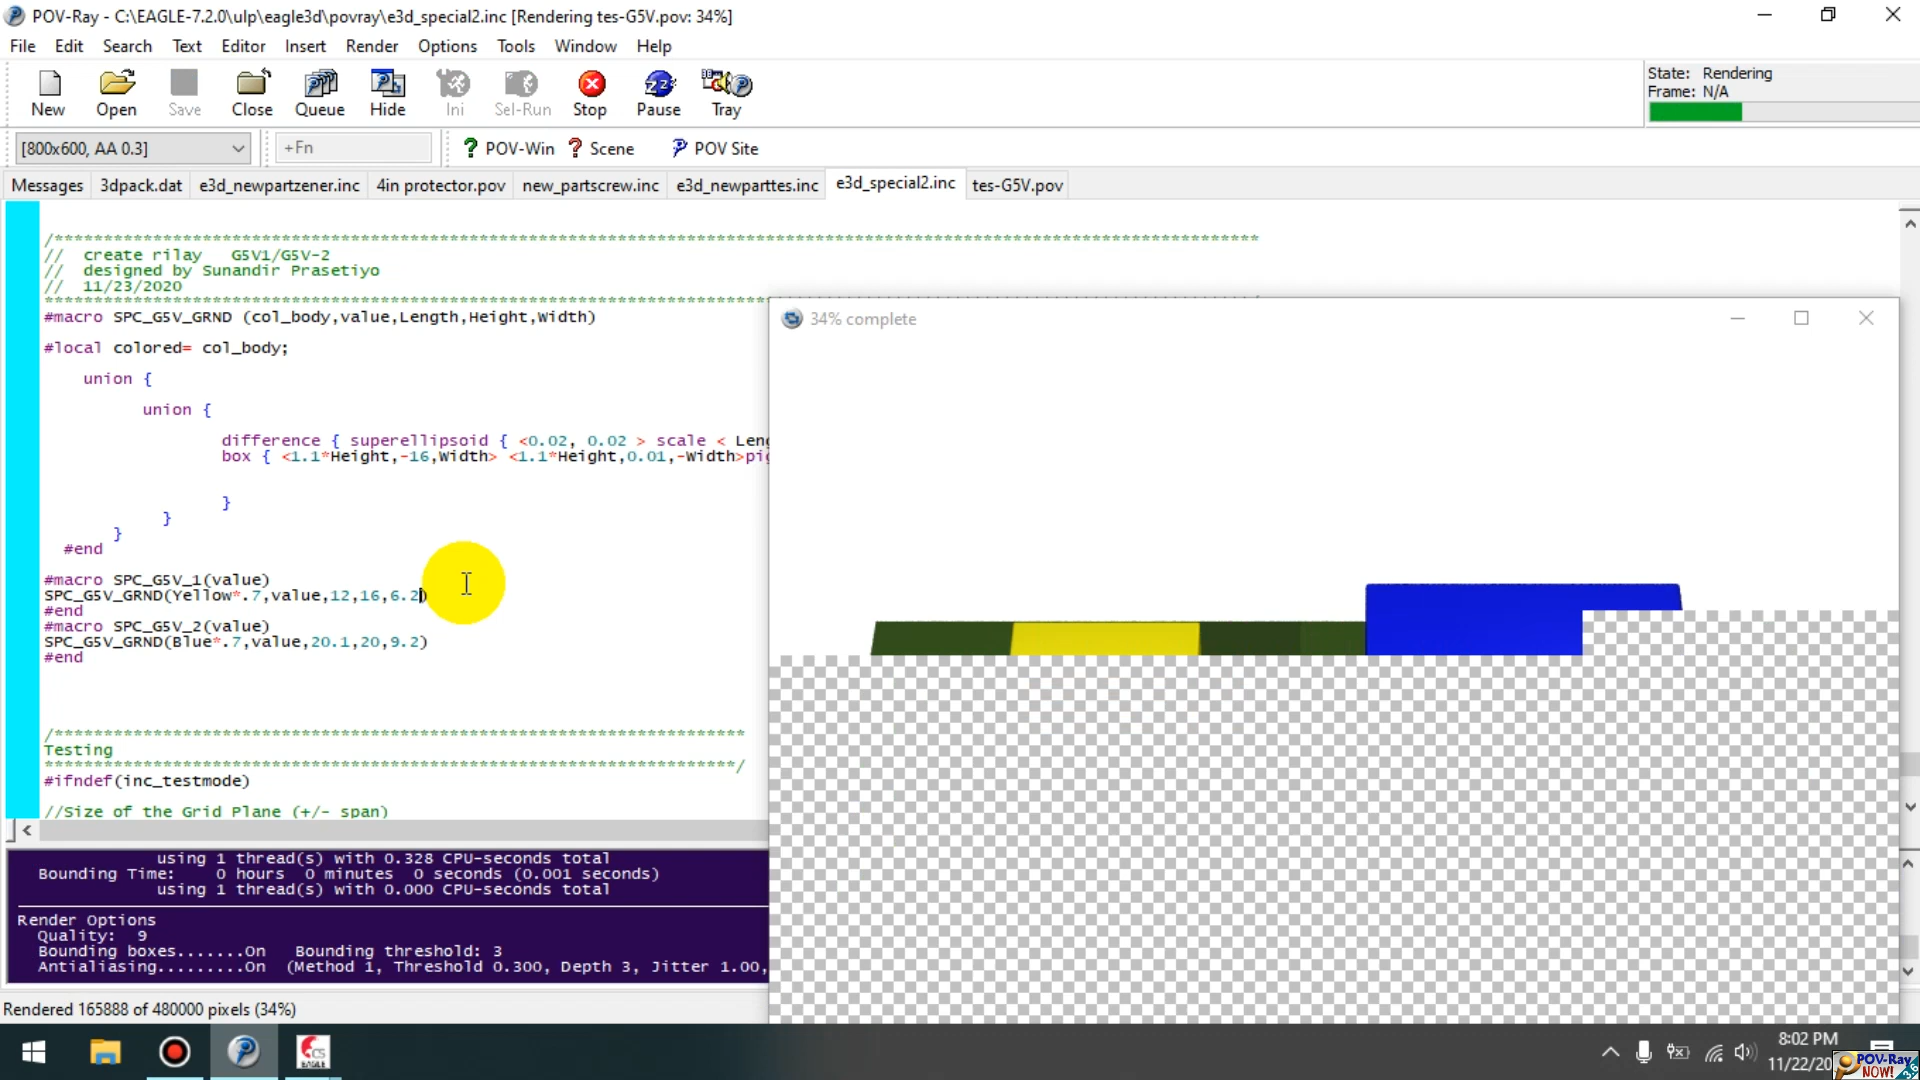 POV-Ray - C:\EAGLE-7.2.0\ulp\eagle3d\povray\e3d_special2.inc [Rendering tes-G5V.pov: 34%]
File Edit Search Text Editor Insert Render Options Tools Window Help
New Open Save Close Queue Hide Ini Sel-Run Stop Pause Tray
State: Rendering
Frame: N/A
[800x600, AA 0.3] +Fn ? POV-Win ? Scene POV Site
Messages 3dpack.dat e3d_newpartzener.inc 4in protector.pov new_partscrew.inc e3d_newparttes.inc e3d_special2.inc tes-G5V.pov
// create rilay G5V1/G5V-2
// designed by Sunandir Prasetiyo
// 11/23/2020
#macro SPC_G5V_GRND (col_body,value,Length,Height,Width)
#local colored= col_body;
union {
union {
difference { superellipsoid { <0.02, 0.02 > scale < Leng
box { <1.1*Height,-16,Width> <1.1*Height,0.01,-Width>pig
}
}
}
#end
#macro SPC_G5V_1(value)
SPC_G5V_GRND(Yellow*.7,value,12,16,6.2)
#end
#macro SPC_G5V_2(value)
SPC_G5V_GRND(Blue*.7,value,20.1,20,9.2)
#end
Testing
#ifndef(inc_testmode)
//Size of the Grid Plane (+/- span)
34% complete
using 1 thread(s) with 0.328 CPU-seconds total
Bounding Time: 0 hours 0 minutes 0 seconds (0.001 seconds)
using 1 thread(s) with 0.000 CPU-seconds total
Render Options
Quality: 9
Bounding boxes.......On Bounding threshold: 3
Antialiasing.........On (Method 1, Threshold 0.300, Depth 3, Jitter 1.00,
Rendered 165888 of 480000 pixels (34%)
CS
EAGLE
8:02 PM
11/22/20
POV-Ray
NOW! 3.6